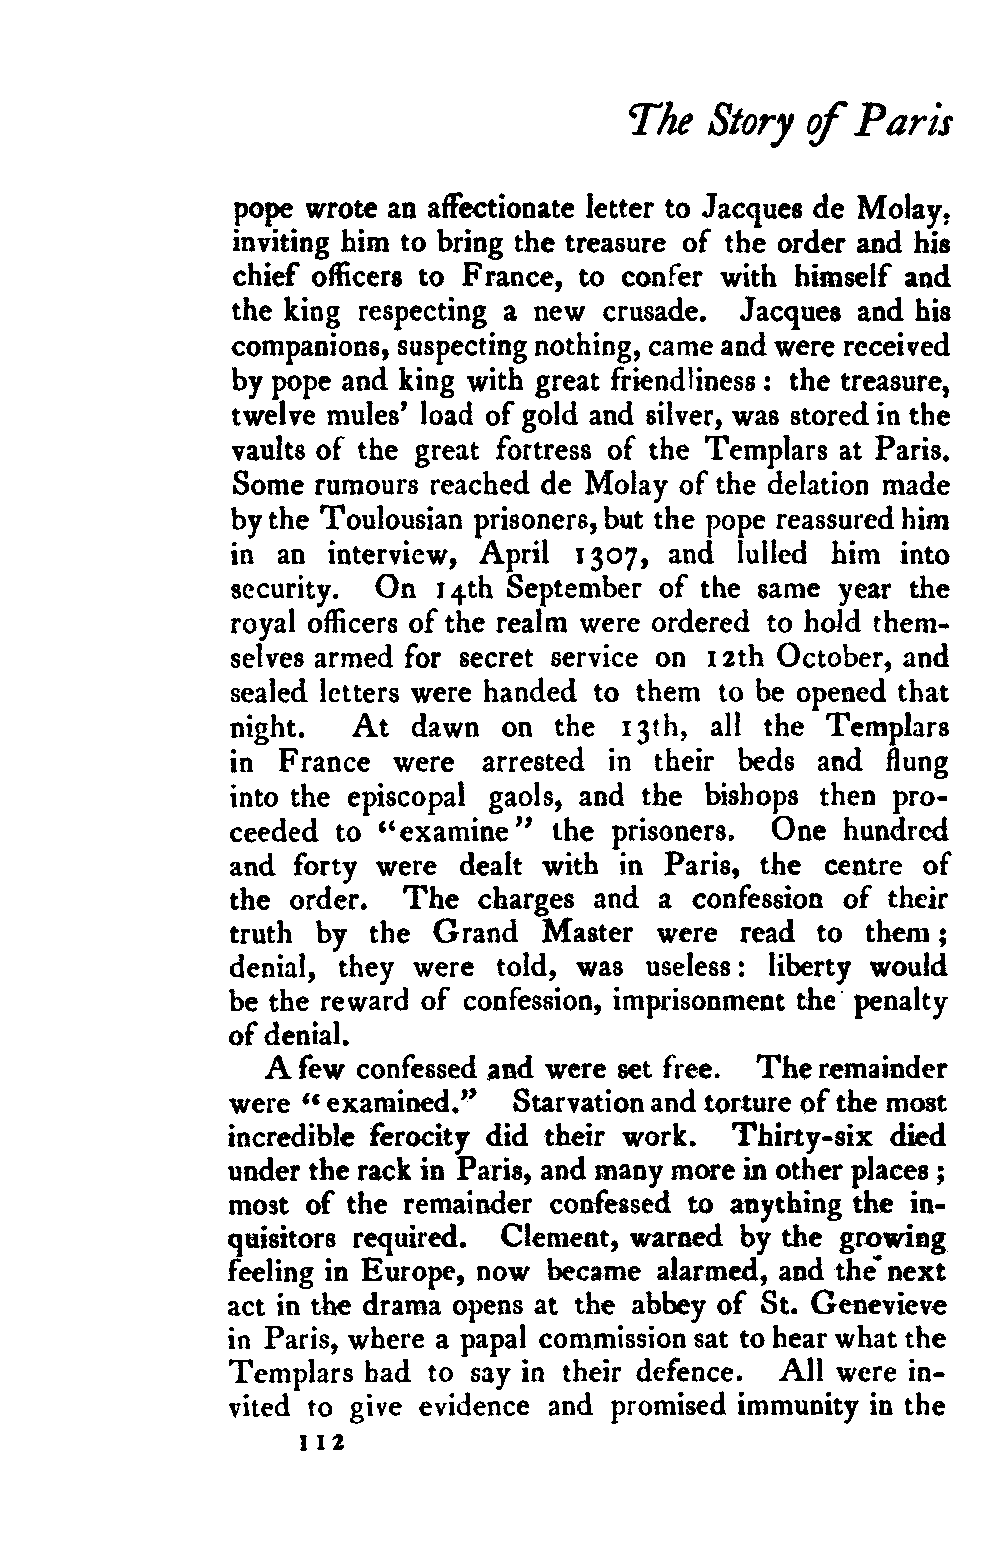 The Story of Paris
pope wrote an affectionate letter to Jacques de Molay,
inviting him to bring the treasure of the order and his
chief officers to France, to confer with himself and
the king respecting a new crusade. Jacques and his
companions, suspecting nothing, came and were received
by pope and king with great friendliness : the treasure,
twelve mules' load of gold and silver, was stored in the
vaults of the great fortress of the Templars at Paris.
Some rumours reached de Molay of the delation made
by the Toulousian prisoners, but the pope reassured him
in an interview, April 1307, and lulled him into
security. On 14th September of the same year the
royal officers of the realm were ordered to hold them-
selves armed for secret service on 12th October, and
sealed letters were handed to them to be opened that
night. At dawn on the 13th, all the Templars
in France were arrested in their beds and flung
into the episcopal gaols, and the bishops then pro-
ceeded to "examine" the prisoners. One hundred
and forty were dealt with in Paris, the centre of
the order. The charges and a confession of their
truth by the Grand Master were read to them ;
denial, they were told, was useless : liberty would
be the reward of confession, imprisonment the penalty
of denial.
A few confessed and were set free. The remainder
were "examined." Starvation and torture of the most
incredible ferocity did their work. Thirty-six died
under the rack in Paris, and many more in other places ;
most of the remainder confessed to anything the in-
quisitors required. Clement, warned by the growing
feeling in Europe, now became alarmed, and the next
act in the drama opens at the abbey of St. Genevieve
in Paris, where a papal commission sat to hear what the
Templars had to say in their defence. All were in-
vited to give evidence and promised immunity in the
112